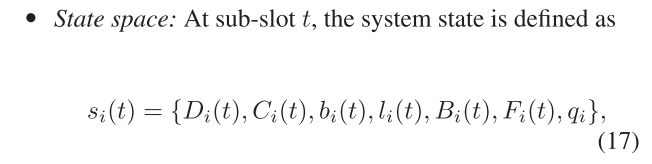 • State space: At sub-slot t, the system state is defined as
s_i(t) = {D_i(t), C_i(t), b_i(t), l_i(t), B_i(t), F_i(t), q_i},
(17)